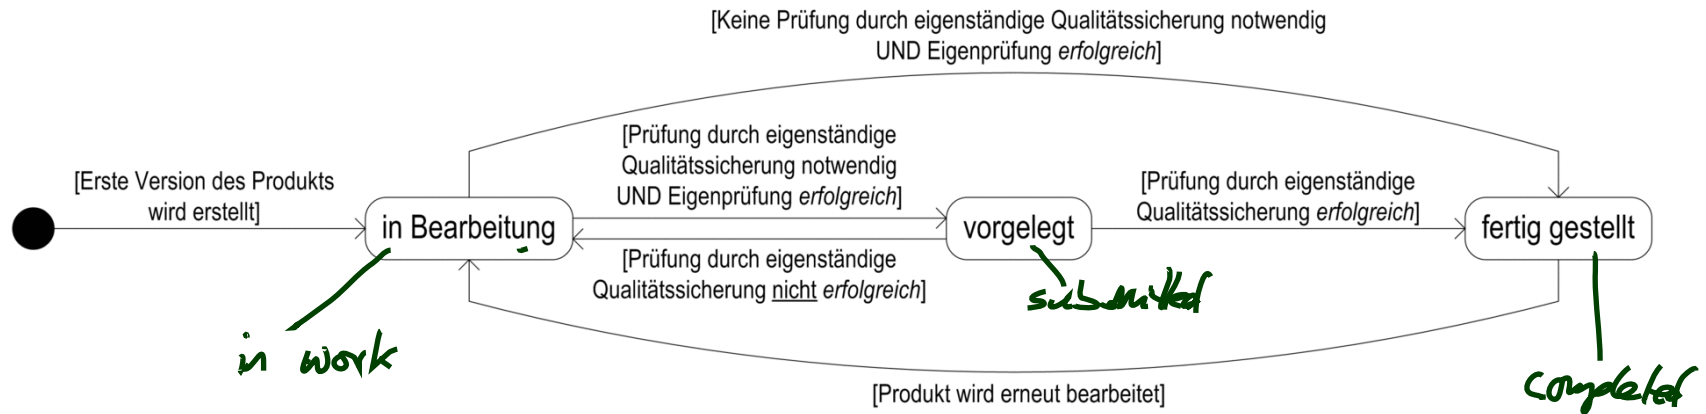 [Keine Prüfung durch eigenständige Qualitätssicherung notwendig
UND Eigenprüfung erfolgreich]
[Erste Version des Produkts
wird erstellt]
in Bearbeitung
[Prüfung durch eigenständige
Qualitätssicherung notwendig
UND Eigenprüfung erfolgreich]
[Prüfung durch eigenständige
Qualitätssicherung nicht erfolgreich]
vorgelegt
[Prüfung durch eigenständige
Qualitätssicherung erfolgreich]
fertig gestellt
in work
submitted
completed
[Produkt wird erneut bearbeitet]